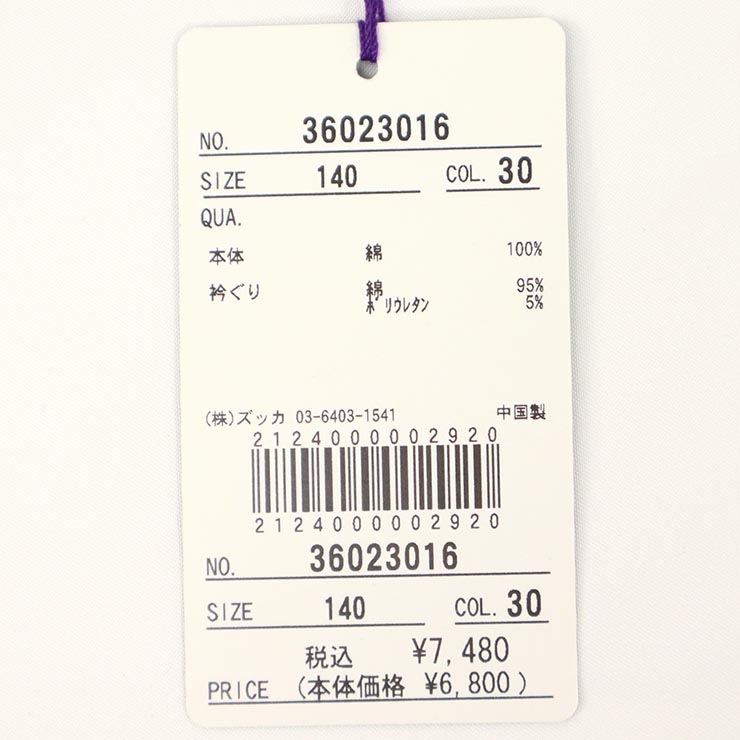 NO. 36023016
SIZE 140 COL. 30
QUA.
本体 綿 100%
衿ぐり 綿 95%
ポリウレタン 5%
(株)ズッカ 03-6403-1541 中国製
2124000002920
2124000002920
NO. 36023016
SIZE 140 COL. 30
税込 ¥7,480
PRICE (本体価格 ¥6,800)